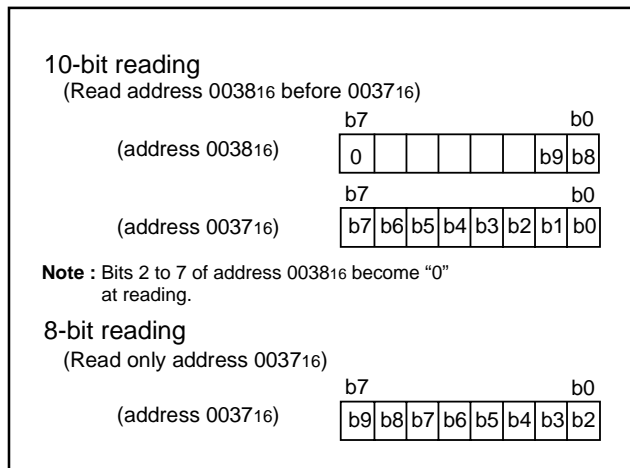 10-bit reading
(Read address 003816 before 003716)
b7 b0
(address 003816) 0 b9 b8
b7 b0
(address 003716) b7 b6 b5 b4 b3 b2 b1 b0
Note : Bits 2 to 7 of address 003816 become “0”
at reading.
8-bit reading
(Read only address 003716)
b7 b0
(address 003716) b9 b8 b7 b6 b5 b4 b3 b2